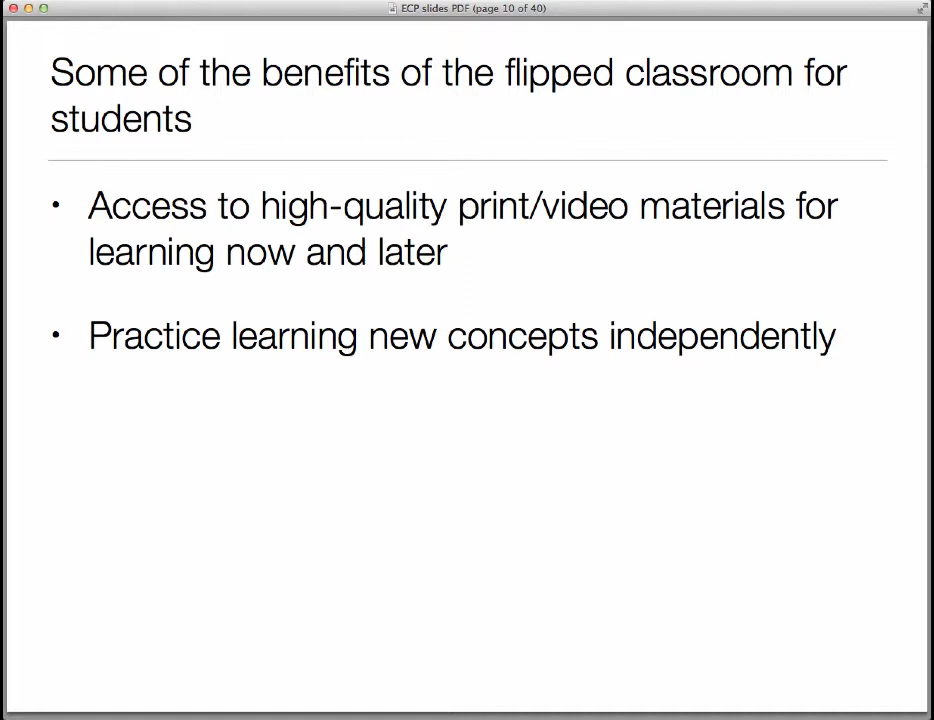 ECP slides PDF (page 10 of 40)
Some of the benefits of the flipped classroom for
students
• Access to high-quality print/video materials for
learning now and later
• Practice learning new concepts independently